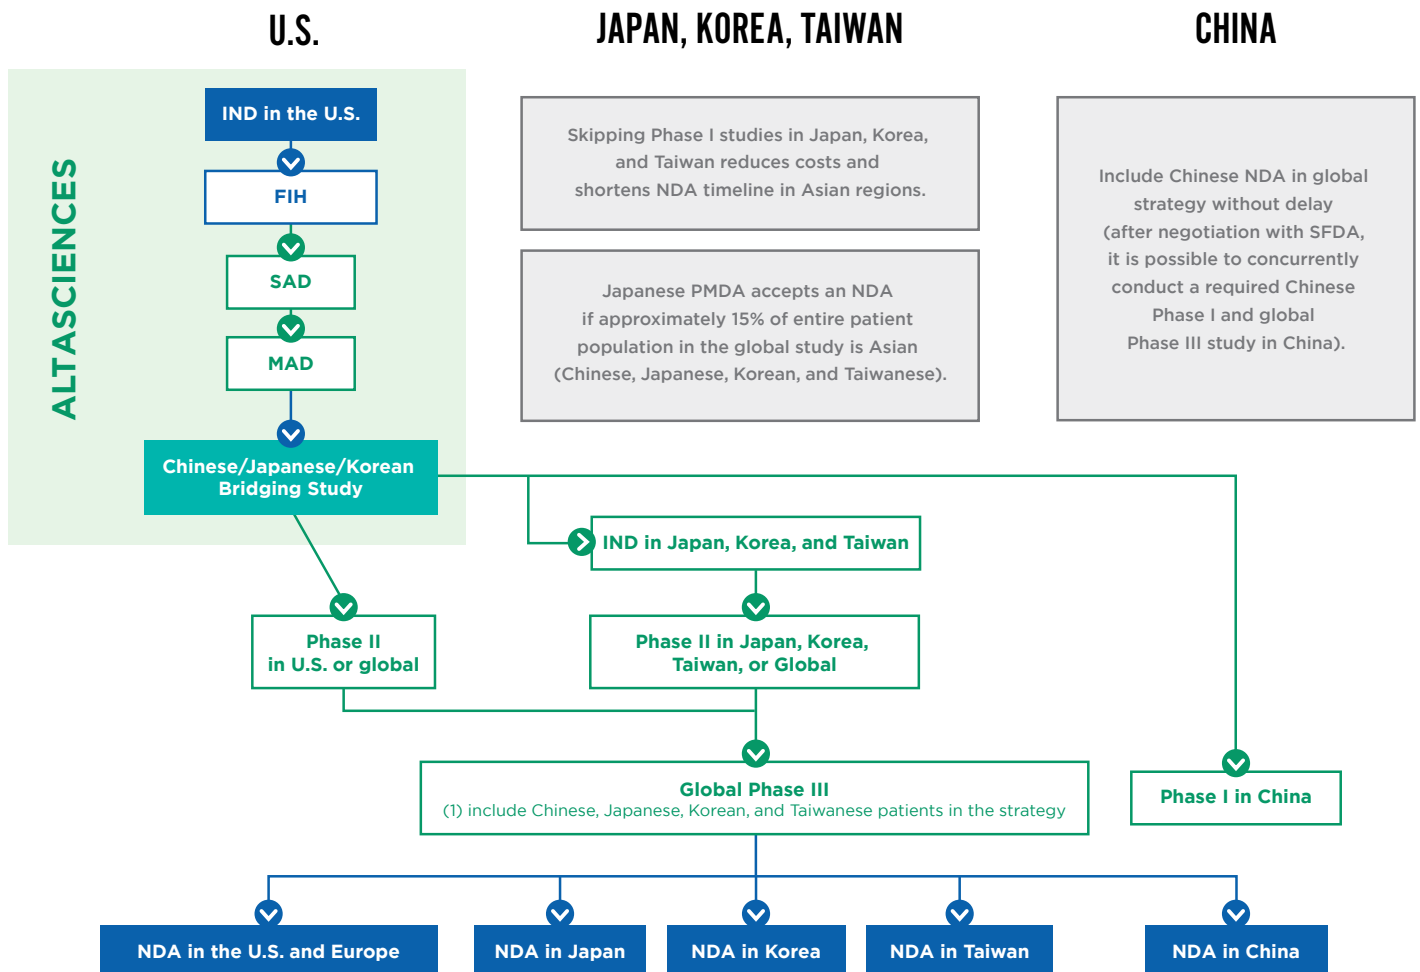 U.S.
JAPAN, KOREA, TAIWAN
CHINA
ALTASCIENCES
IND in the U.S.
FIH
SAD
MAD
Chinese/Japanese/Korean
Bridging Study
Skipping Phase I studies in Japan, Korea,
and Taiwan reduces costs and
shortens NDA timeline in Asian regions.
Japanese PMDA accepts an NDA
if approximately 15% of entire patient
population in the global study is Asian
(Chinese, Japanese, Korean, and Taiwanese).
Include Chinese NDA in global
strategy without delay
(after negotiation with SFDA,
it is possible to concurrently
conduct a required Chinese
Phase I and global
Phase III study in China).
IND in Japan, Korea, and Taiwan
Phase II
in U.S. or global
Phase II in Japan, Korea,
Taiwan, or Global
Global Phase III
(1) include Chinese, Japanese, Korean, and Taiwanese patients in the strategy
Phase I in China
NDA in the U.S. and Europe
NDA in Japan
NDA in Korea
NDA in Taiwan
NDA in China